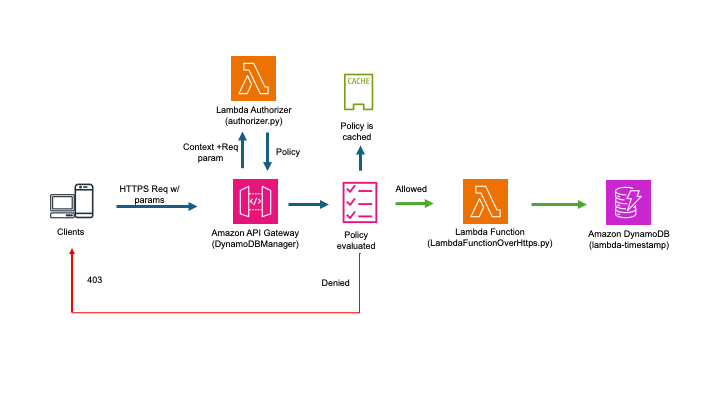 CACHE
Lambda Authorizer
(authorizer.py)
Policy is
cached
Context +Req
param
Policy
HTTPS Req w/
params
Allowed
Clients
Amazon API Gateway
(DynamoDBManager)
Policy
evaluated
Lambda Function
(LambdaFunctionOverHttps.py)
Amazon DynamoDB
(lambda-timestamp)
403
Denied